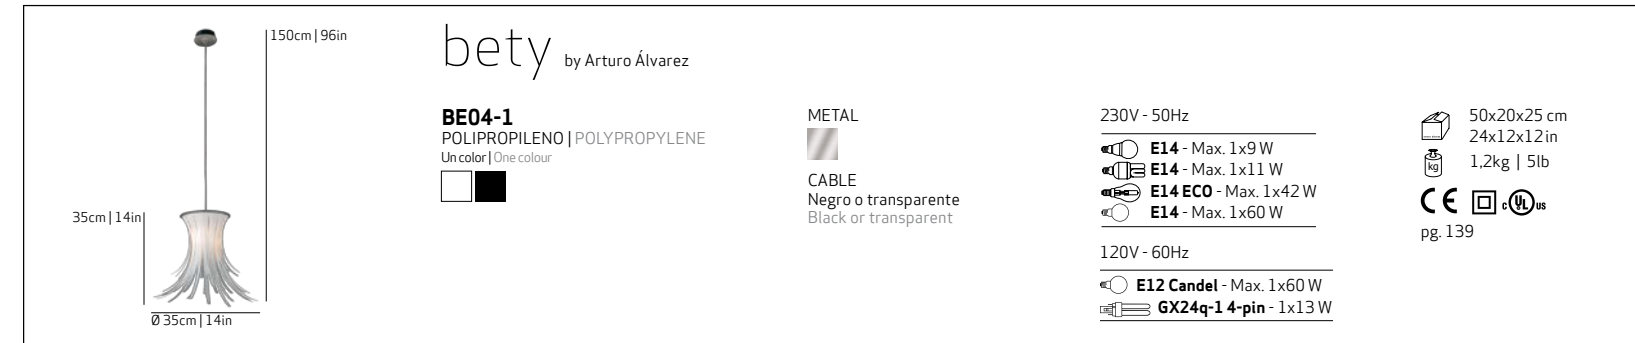 150cm | 96in
35cm | 14in
Ø 35cm | 14in
bety by Arturo Álvarez
BE04-1
POLIPROPILENO | POLYPROPYLENE
Un color | One colour
METAL
CABLE
Negro o transparente
Black or transparent
230V - 50Hz
E14 - Max. 1x9 W
E14 - Max. 1x11 W
E14 ECO - Max. 1x42 W
E14 - Max. 1x60 W
120V - 60Hz
E12 Candel - Max. 1x60 W
GX24q-1 4-pin - 1x13 W
50x20x25 cm
24x12x12in
kg
1,2kg | 5lb
CE c UL us
pg. 139